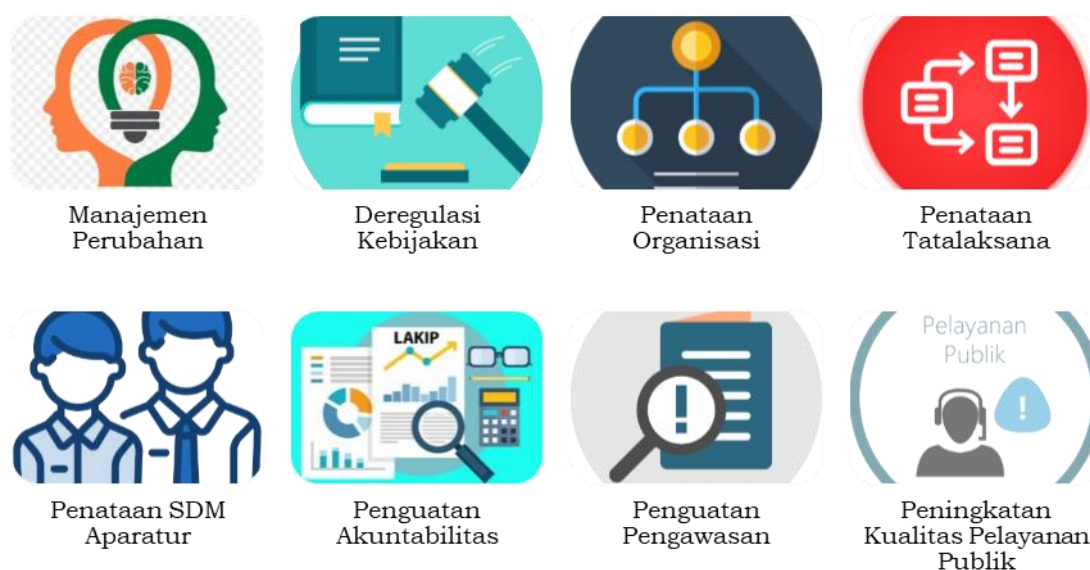 Manajemen
Perubahan
Deregulasi
Kebijakan
Penataan
Organisasi
Penataan
Tatalaksana
LAKIP
Pelayanan
Publik
Penataan SDM
Aparatur
Penguatan
Akuntabilitas
Penguatan
Pengawasan
Peningkatan
Kualitas Pelayanan
Publik